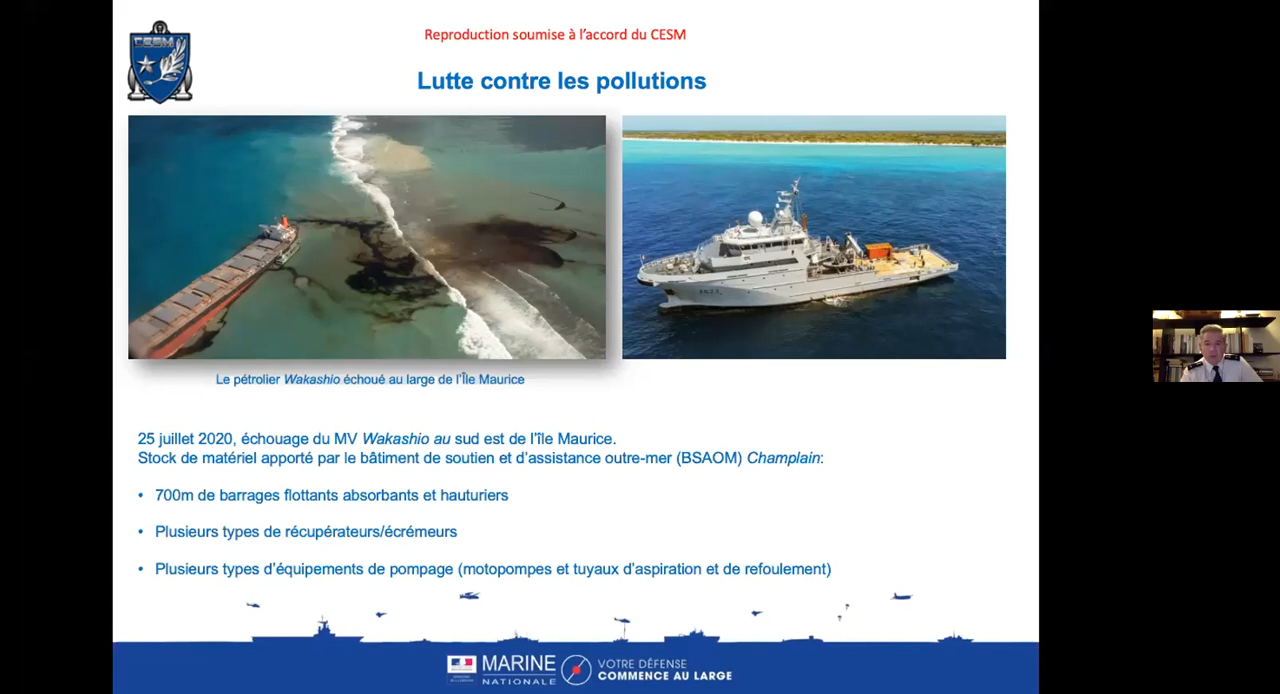 Reproduction soumise à l'accord du CESM
CESM
Lutte contre les pollutions
Le pétrolier Wakashio échoué au large de l'Île Maurice
25 juillet 2020, échouage du MV Wakashio au sud est de l'île Maurice.
Stock de matériel apporté par le bâtiment de soutien et d'assistance outre-mer (BSAOM) Champlain:
• 700m de barrages flottants absorbants et hauturiers
• Plusieurs types de récupérateurs/écrémeurs
• Plusieurs types d'équipements de pompage (motopompes et tuyaux d'aspiration et de refoulement)
MARINE
NATIONALE
VOTRE DÉFENSE
COMMENCE AU LARGE